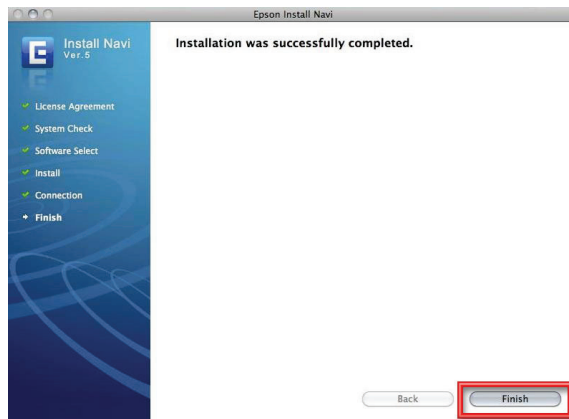 Epson Install Navi
E
Install Navi
Ver.5
License Agreement
System Check
Software Select
Install
Connection
Finish
Installation was successfully completed.
Back
Finish